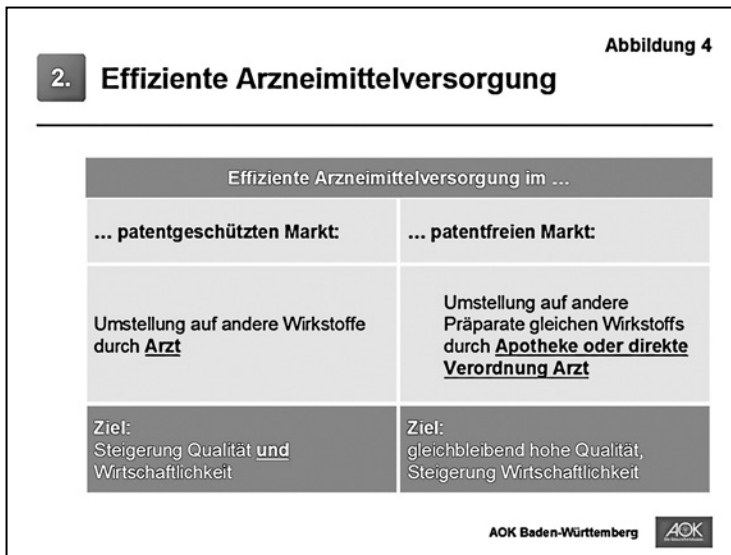 Abbildung 4
2. Effiziente Arzneimittelversorgung
Effiziente Arzneimittelversorgung im ...
... patentgeschützten Markt:
... patentfreien Markt:
Umstellung auf andere Wirkstoffe
durch Arzt
Umstellung auf andere
Präparate gleichen Wirkstoffs
durch Apotheke oder direkte
Verordnung Arzt
Ziel:
Steigerung Qualität und
Wirtschaftlichkeit
Ziel:
gleichbleibend hohe Qualität,
Steigerung Wirtschaftlichkeit
AOK Baden-Württemberg
AOK